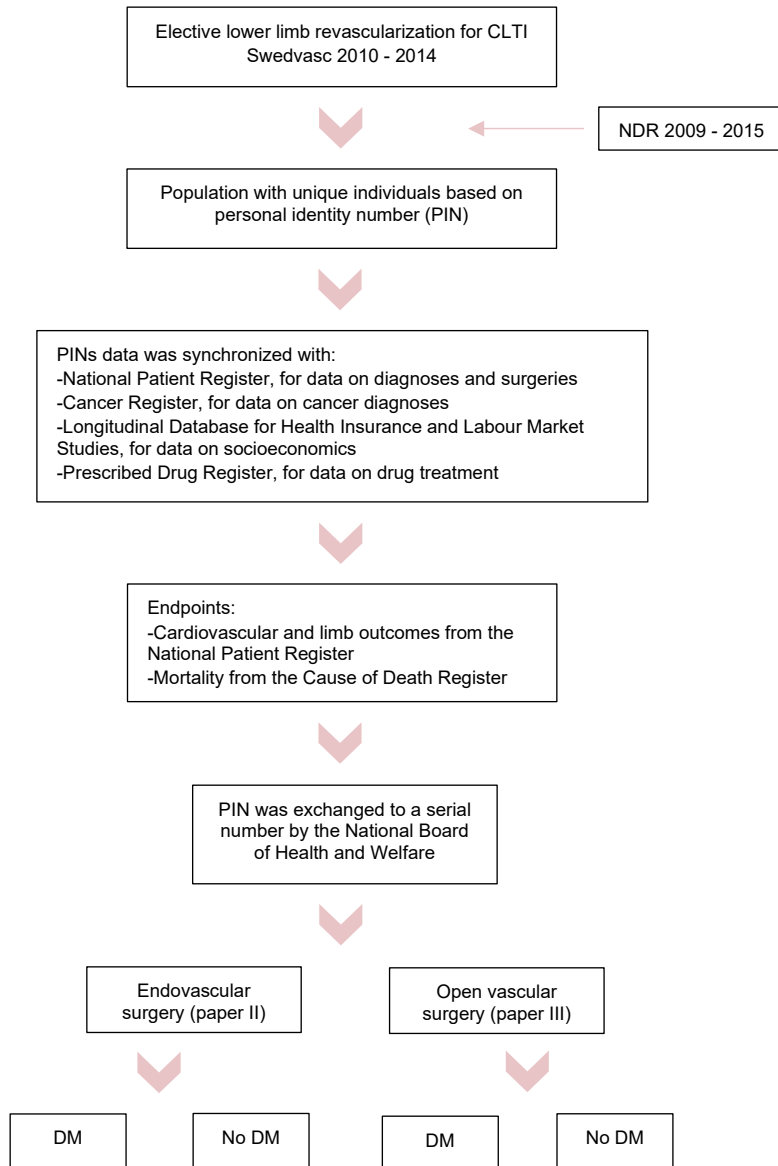 Elective lower limb revascularization for CLTI
Swedvasc 2010 - 2014
NDR 2009 - 2015
Population with unique individuals based on
personal identity number (PIN)
PINs data was synchronized with:
-National Patient Register, for data on diagnoses and surgeries
-Cancer Register, for data on cancer diagnoses
-Longitudinal Database for Health Insurance and Labour Market
Studies, for data on socioeconomics
-Prescribed Drug Register, for data on drug treatment
Endpoints:
-Cardiovascular and limb outcomes from the
National Patient Register
-Mortality from the Cause of Death Register
PIN was exchanged to a serial
number by the National Board
of Health and Welfare
Endovascular
surgery (paper II)
Open vascular
surgery (paper III)
DM
No DM
DM
No DM